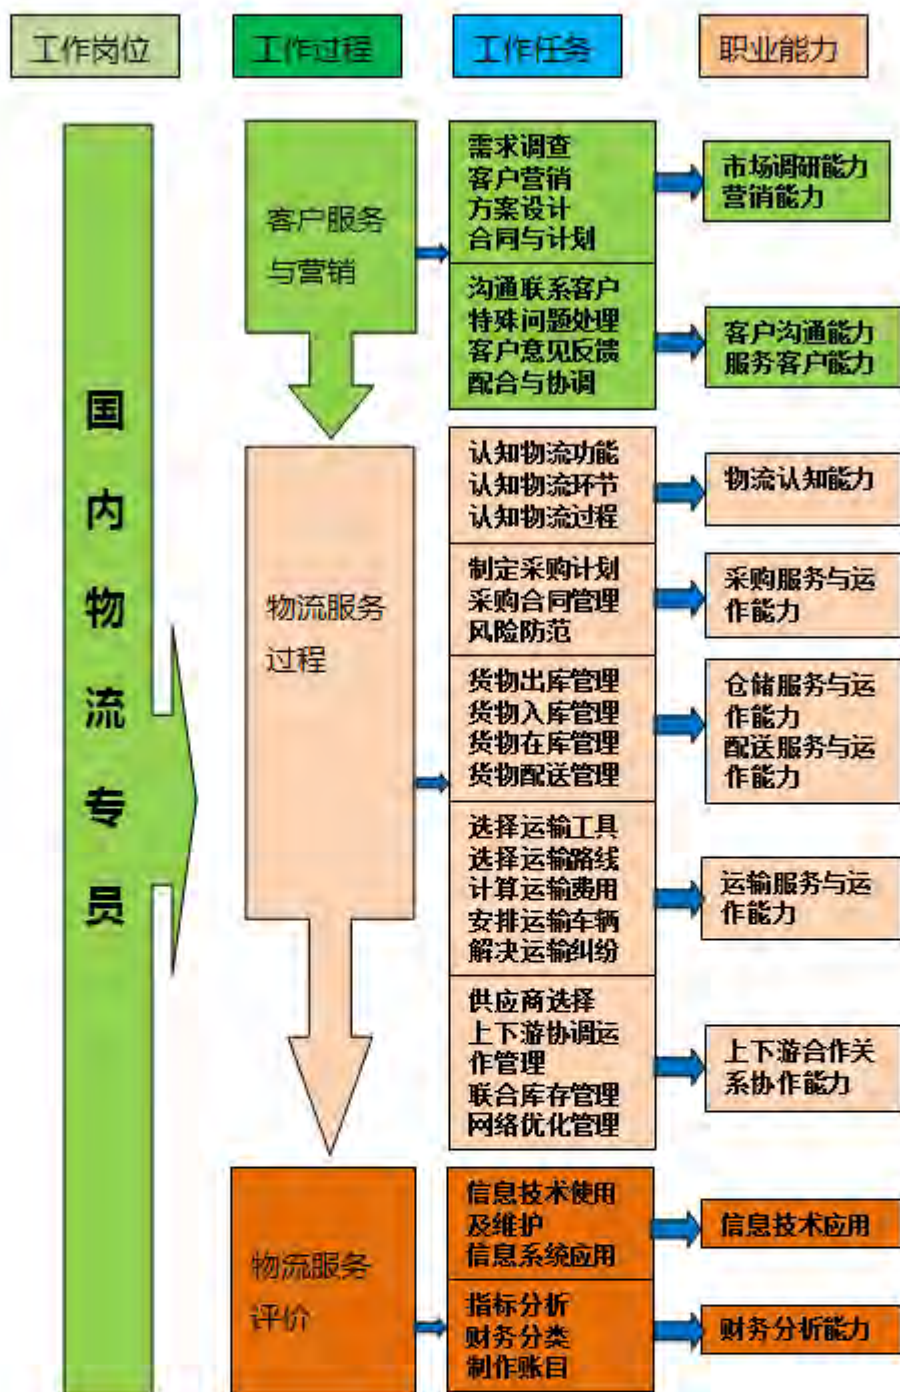 工作岗位
工作过程
工作任务
职业能力
国
内
物
流
专
员
客户服务
与营销
需求调查
客户营销
方案设计
合同与计划
市场调研能力
营销能力
沟通联系客户
特殊问题处理
客户意见反馈
配合与协调
客户沟通能力
服务客户能力
物流服务
过程
认知物流功能
认知物流环节
认知物流过程
物流认知能力
制定采购计划
采购合同管理
风险防范
采购服务与运
作能力
货物出库管理
货物入库管理
货物在库管理
货物配送管理
仓储服务与运
作能力
配送服务与运
作能力
选择运输工具
选择运输路线
计算运输费用
安排运输车辆
解决运输纠纷
运输服务与运
作能力
供应商选择
上下游协调运
作管理
联合库存管理
网络优化管理
上下游合作关
系协作能力
物流服务
评价
信息技术使用
及维护
信息系统应用
信息技术应用
指标分析
财务分类
制作账目
财务分析能力